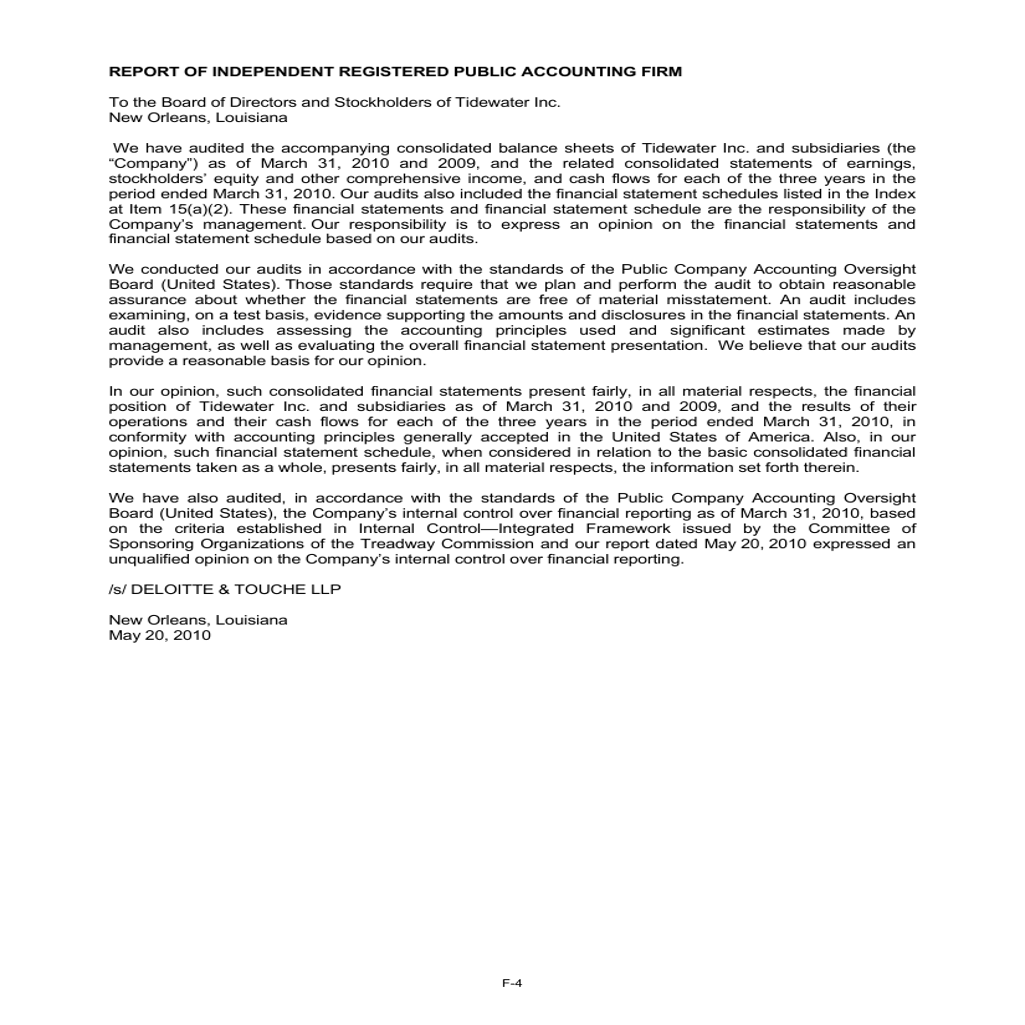 REPORT OF INDEPENDENT REGISTERED PUBLIC ACCOUNTING FIRM
To the Board of Directors and Stockholders of Tidewater Inc.
New Orleans, Louisiana
We have audited the accompanying consolidated balance sheets of Tidewater Inc. and subsidiaries (the
“Company”) as of March 31, 2010 and 2009, and the related consolidated statements of earnings,
stockholders’ equity and other comprehensive income, and cash flows for each of the three years in the
period ended March 31, 2010. Our audits also included the financial statement schedules listed in the Index
at Item 15(a)(2). These financial statements and financial statement schedule are the responsibility of the
Company’s management. Our responsibility is to express an opinion on the financial statements and
financial statement schedule based on our audits.
We conducted our audits in accordance with the standards of the Public Company Accounting Oversight
Board (United States). Those standards require that we plan and perform the audit to obtain reasonable
assurance about whether the financial statements are free of material misstatement. An audit includes
examining, on a test basis, evidence supporting the amounts and disclosures in the financial statements. An
audit also includes assessing the accounting principles used and significant estimates made by
management, as well as evaluating the overall financial statement presentation. We believe that our audits
provide a reasonable basis for our opinion.
In our opinion, such consolidated financial statements present fairly, in all material respects, the financial
position of Tidewater Inc. and subsidiaries as of March 31, 2010 and 2009, and the results of their
operations and their cash flows for each of the three years in the period ended March 31, 2010, in
conformity with accounting principles generally accepted in the United States of America. Also, in our
opinion, such financial statement schedule, when considered in relation to the basic consolidated financial
statements taken as a whole, presents fairly, in all material respects, the information set forth therein.
We have also audited, in accordance with the standards of the Public Company Accounting Oversight
Board (United States), the Company’s internal control over financial reporting as of March 31, 2010, based
on the criteria established in Internal Control—Integrated Framework issued by the Committee of
Sponsoring Organizations of the Treadway Commission and our report dated May 20, 2010 expressed an
unqualified opinion on the Company’s internal control over financial reporting.
/s/ DELOITTE & TOUCHE LLP
New Orleans, Louisiana
May 20, 2010
F-4